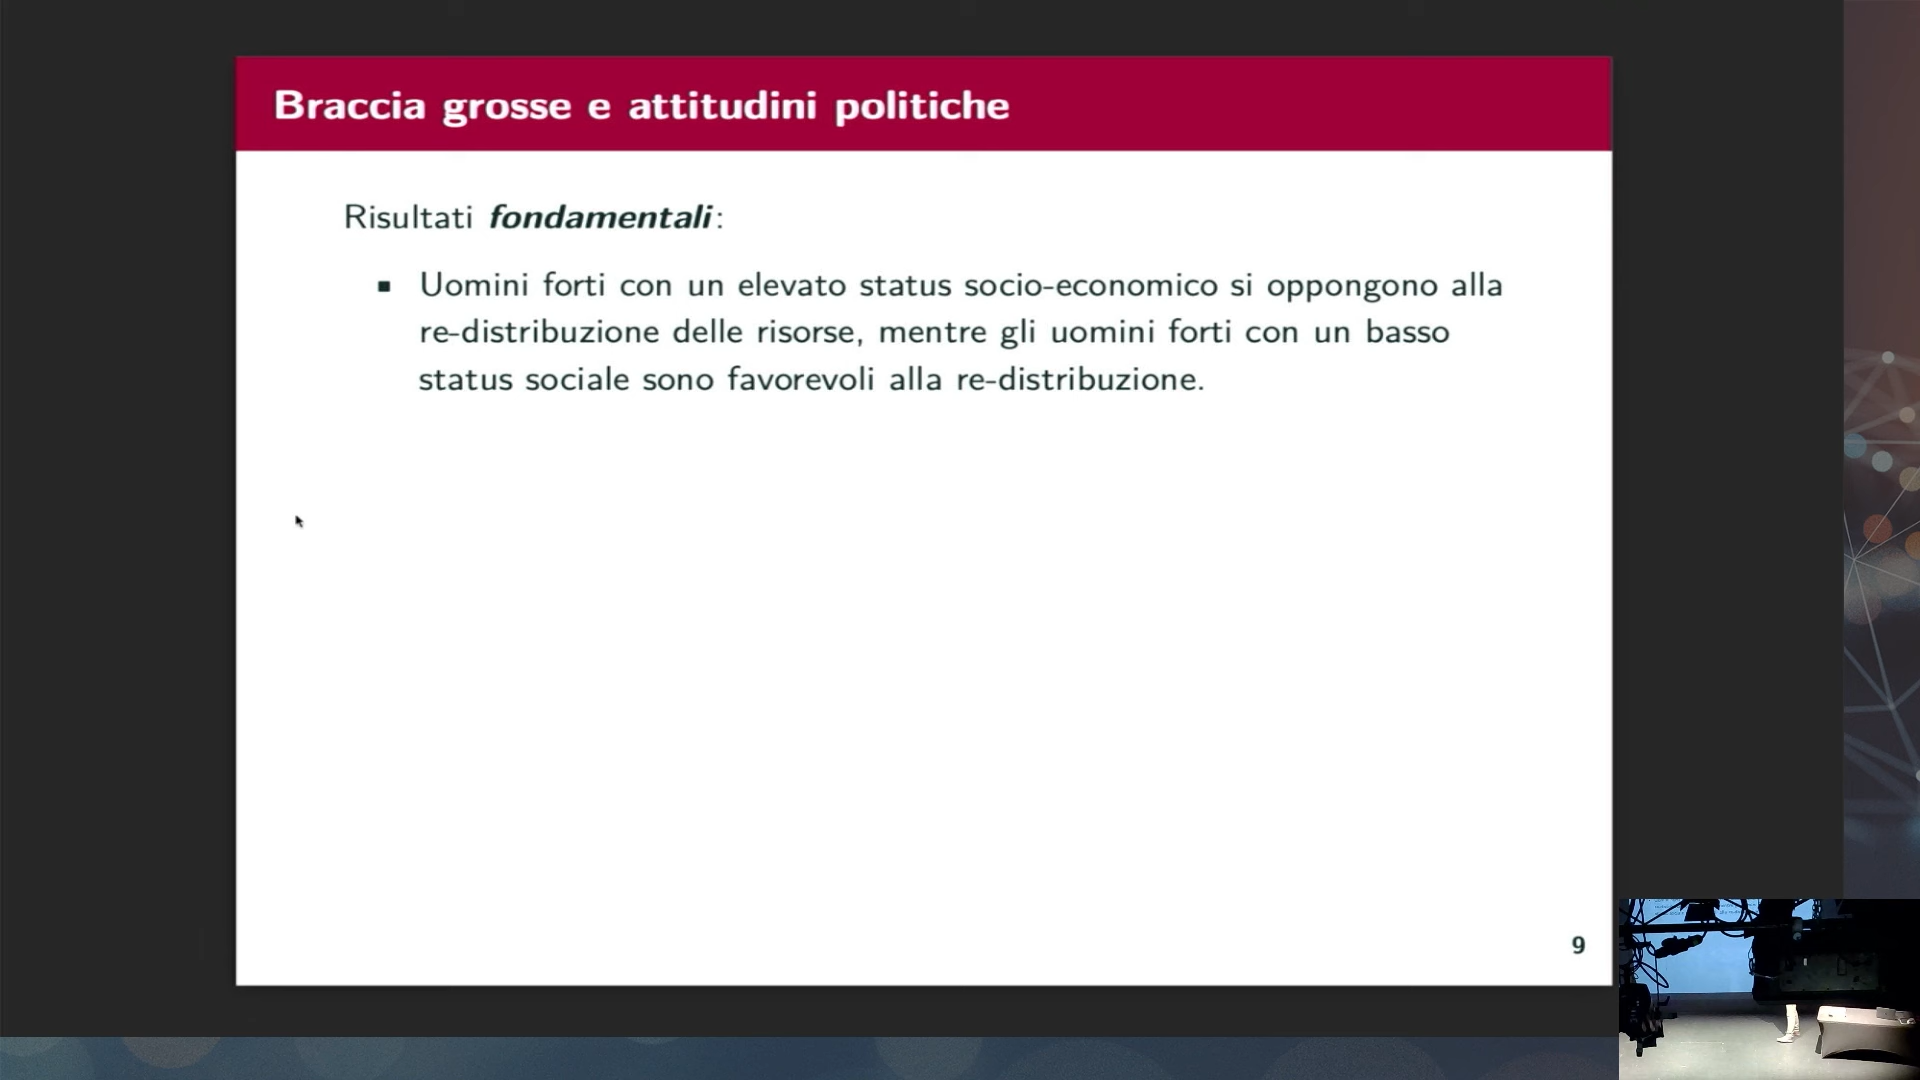 Braccia grosse e attitudini politiche
Risultati fondamentali:
▪ Uomini forti con un elevato status socio-economico si oppongono alla
re-distribuzione delle risorse, mentre gli uomini forti con un basso
status sociale sono favorevoli alla re-distribuzione.
9